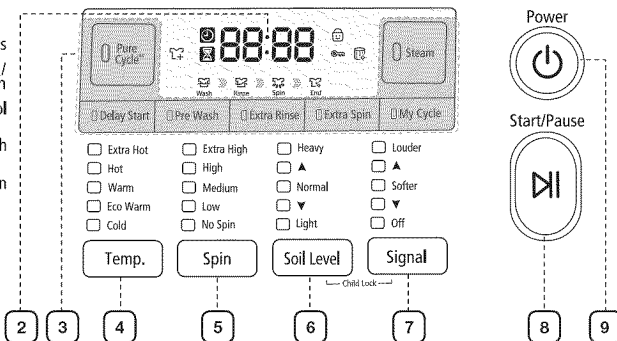 Power
Pure
Cycle™
88:88
Steam
Wash Rinse Spin End
Delay Start Pre Wash Extra Rinse Extra Spin My Cycle
Start/Pause
Extra Hot Extra High Heavy Louder
Hot High ▲ ▲
Warm Medium Normal Softer
Eco Warm Low ▼ ▼
Cold No Spin Light Off
Temp. Spin Soil Level Signal
Child Lock
2 3 4 5 6 7 8 9